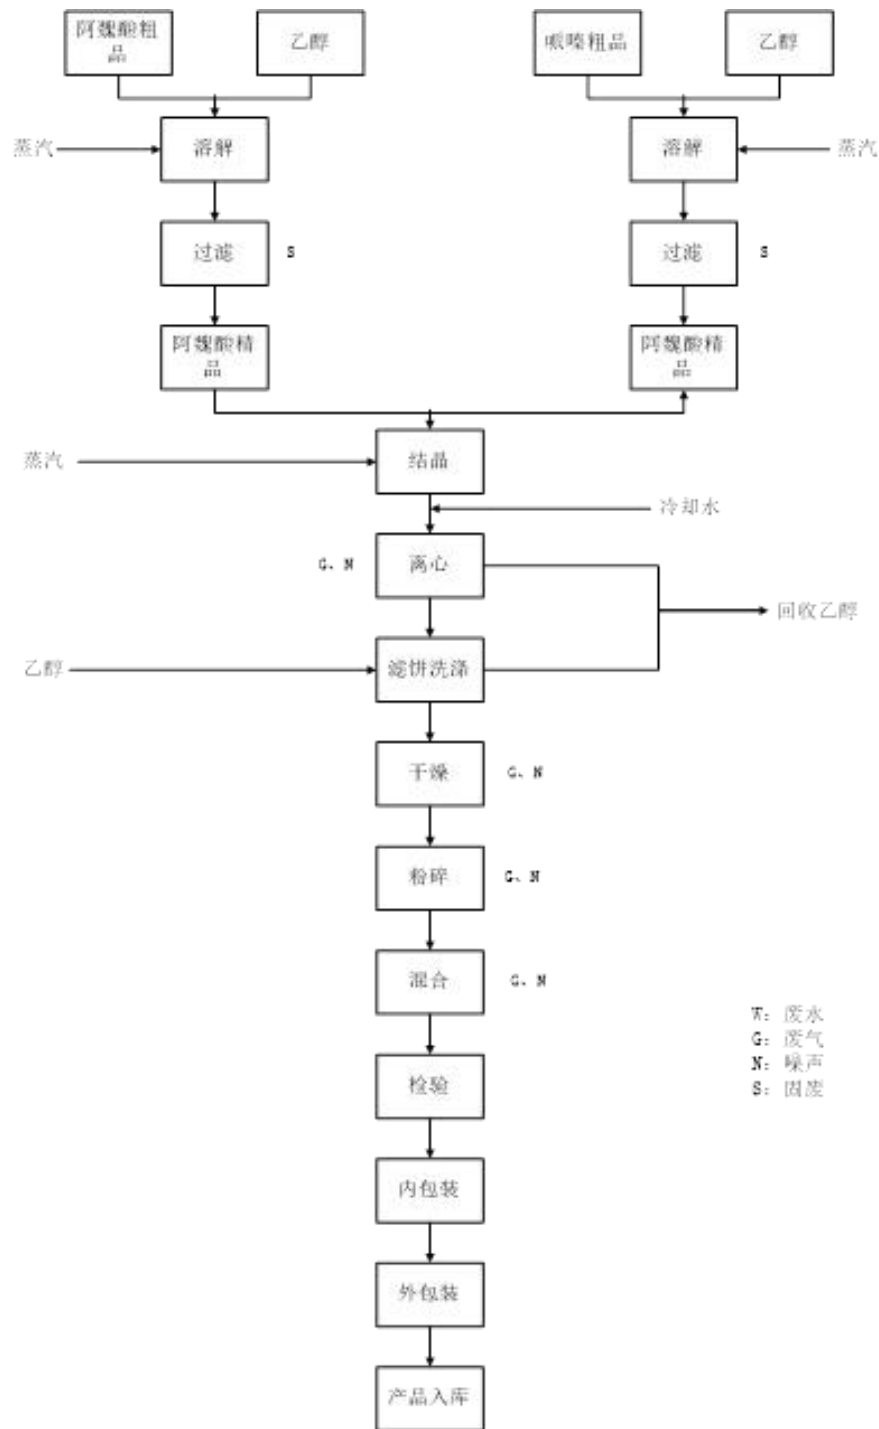 阿魏酸粗
品
乙醇
哌嗪粗品
乙醇
蒸汽
溶解
溶解
蒸汽
过滤
S
过滤
S
阿魏酸精
品
阿魏酸精
品
蒸汽
结晶
冷却水
G、N
离心
回收乙醇
乙醇
滤饼洗涤
干燥
G、N
粉碎
G、N
混合
G、N
W：废水
G：废气
N：噪声
S：固废
检验
内包装
外包装
产品入库